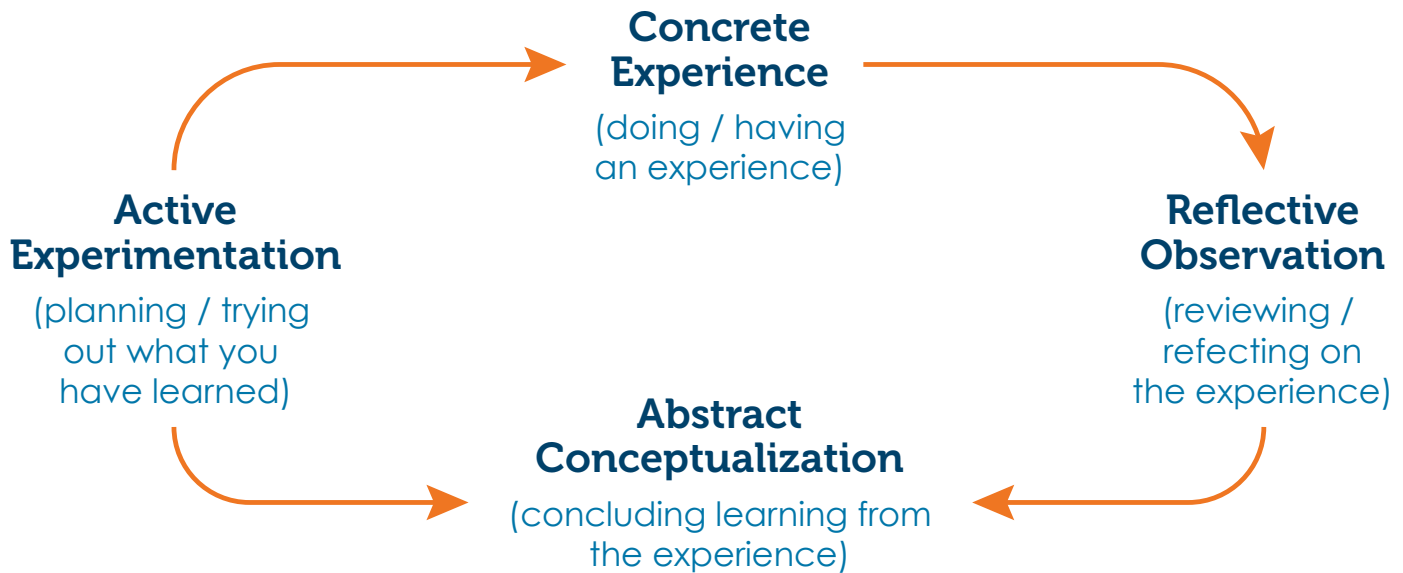 Concrete
Experience
(doing / having
an experience)
Reflective
Observation
(reviewing /
refecting on
the experience)
Abstract
Conceptualization
(concluding learning from
the experience)
Active
Experimentation
(planning / trying
out what you
have learned)